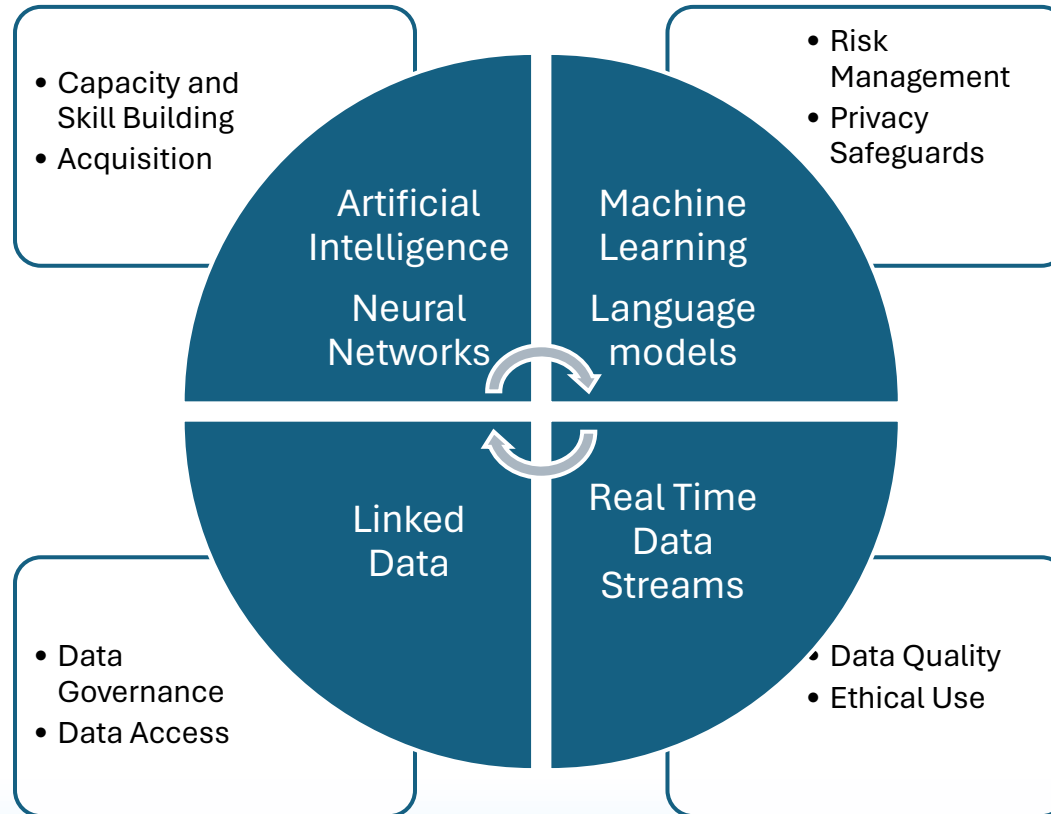 • Capacity and
Skill Building
• Acquisition
• Risk
Management
• Privacy
Safeguards
Artificial
Intelligence
Neural
Networks
Machine
Learning
Language
models
Linked
Data
Real Time
Data
Streams
• Data
Governance
• Data Access
• Data Quality
• Ethical Use